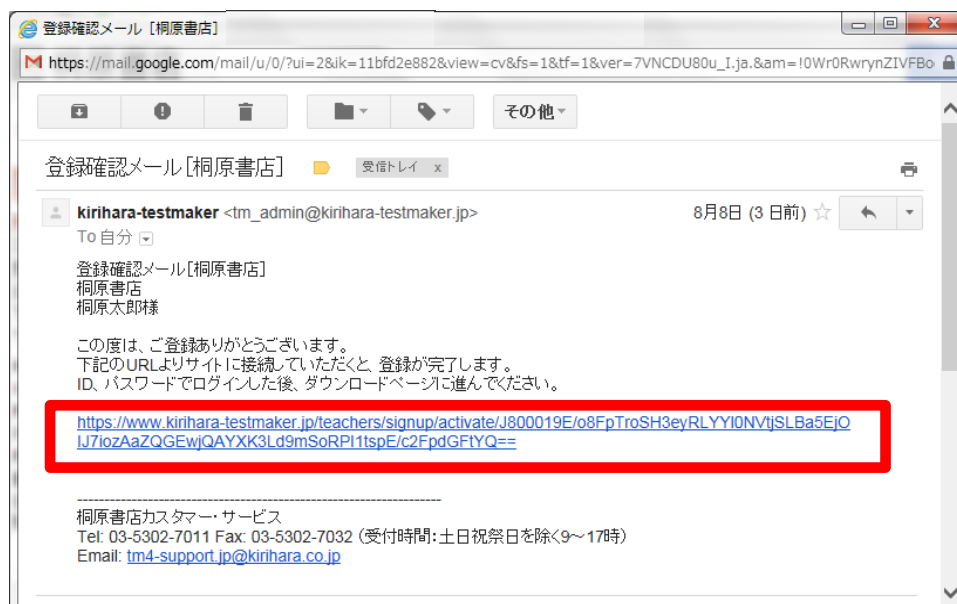 登録確認メール [桐原書店]
https://mail.google.com/mail/u/0/?ui=2&ik=11bfd2e882&view=cv&fs=1&tf=1&ver=7VNCDU80u_I.ja.&am=!0Wr0RwrynZIVFBo
その他
登録確認メール[桐原書店] 受信トレイ x
kirihara-testmaker <tm_admin@kirihara-testmaker.jp> 8月8日 (3 日前)
To 自分
登録確認メール[桐原書店]
桐原書店
桐原太郎様
この度は、ご登録ありがとうございます。
下記のURLよりサイトに接続していただくと、登録が完了します。
ID、パスワードでログインした後、ダウンロードページに進んでください。
https://www.kirihara-testmaker.jp/teachers/signup/activate/J800019E/o8FpTroSH3eyRLYYI0NVtjSLBa5EjO
IJ7iozAaZQGEwjQAYXK3Ld9mSoRPI1tspE/c2FpdGFtYQ==
----------------------------------------------------------------------
桐原書店カスタマー・サービス
Tel: 03-5302-7011 Fax: 03-5302-7032 (受付時間:土日祝祭日を除く9～17時)
Email: tm4-support.jp@kirihara.co.jp